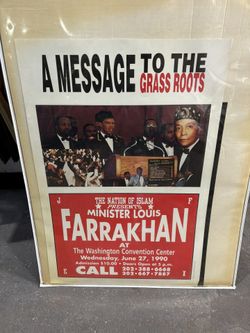 A MESSAGE TO THE
GRASS ROOTS
J F
THE NATION OF ISLAM
PRESENTS
MINISTER LOUIS
FARRAKHAN
AT
The Washington Convention Center
Wednesday, June 27, 1990
Admission $10.00 • Doors Open at 5 p.m.
CALL 202•388•6668
202•667•7887
E I